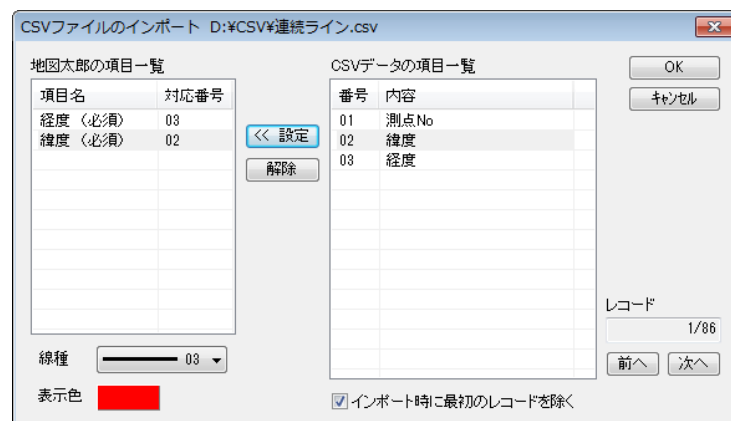 CSVファイルのインポート D:¥CSV¥連続ライン.csv
地図太郎の項目一覧
項目名 対応番号
経度(必須) 03
緯度(必須) 02
<< 設定
解除
CSVデータの項目一覧
番号 内容
01 測点No
02 緯度
03 経度
OK
キャンセル
レコード
1/86
前へ 次へ
線種 03
表示色
インポート時に最初のレコードを除く